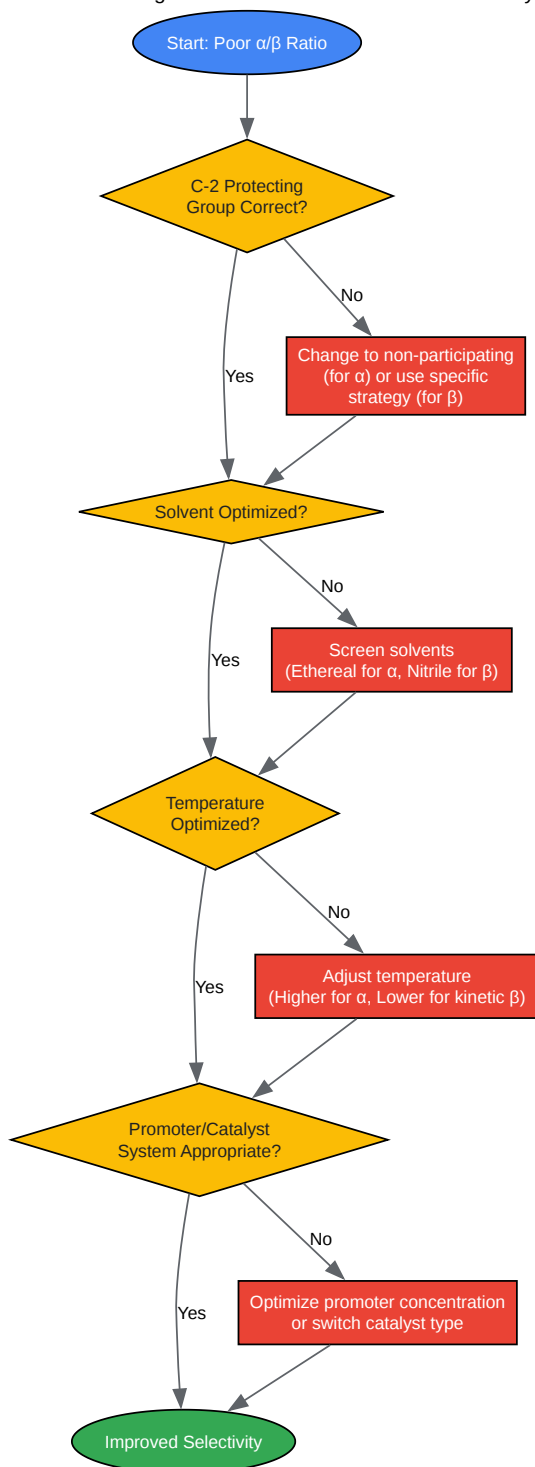 Start: Poor α/β Ratio
C-2 Protecting
Group Correct?
No
Change to non-participating
(for α) or use specific
strategy (for β)
Yes
Solvent Optimized?
No
Screen solvents
(Ethereal for α, Nitrile for β)
Yes
Temperature
Optimized?
No
Adjust temperature
(Higher for α, Lower for kinetic β)
Yes
Promoter/Catalyst
System Appropriate?
No
Optimize promoter concentration
or switch catalyst type
Yes
Improved Selectivity